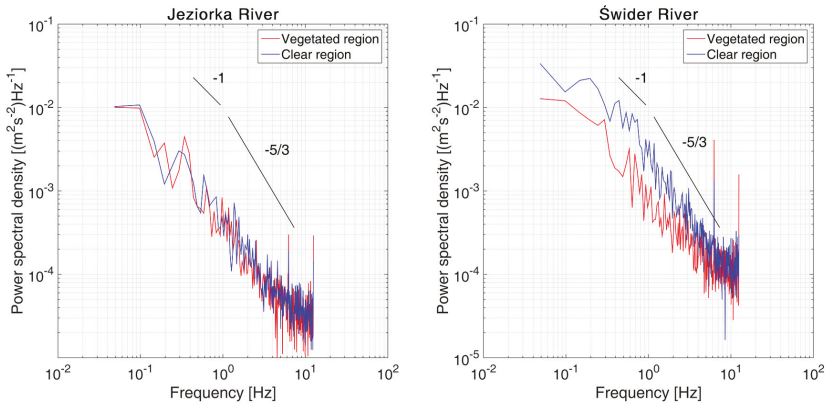 Jeziorka River
Power spectral density [(m²s⁻²)Hz⁻¹]
10⁻¹
10⁻²
10⁻³
10⁻⁴
Vegetated region
Clear region
-1
-5/3
10⁻²
10⁻¹
10⁰
10¹
10²
Frequency [Hz]
Świder River
Power spectral density [(m²s⁻²)Hz⁻¹]
10⁻¹
10⁻²
10⁻³
10⁻⁴
10⁻⁵
Vegetated region
Clear region
-1
-5/3
10⁻²
10⁻¹
10⁰
10¹
10²
Frequency [Hz]